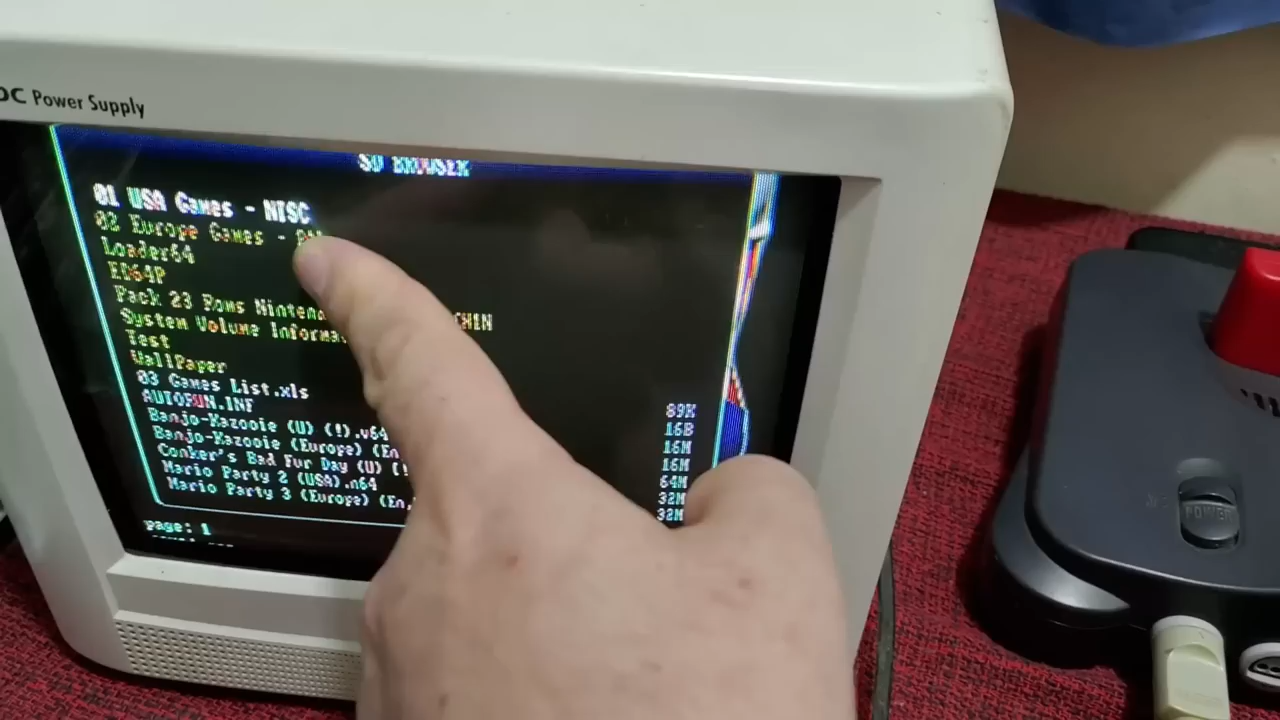 DC Power Supply
SD BROWSER
01 USA Games - NTSC
02 Europe Games -
Loader64
ED64P
Pack 23 Roms
System Volume
Test
WallPaper
03 Games List.xls
AUTORUN.INF 89K
Banjo-Kazooie (U) (!).v64 16B
Banjo-Kazooie (Europe) (En 16M
Conker's Bad Fur Day (U) [! 16M
Mario Party 2 (USA).n64 64M
Mario Party 3 (Europe) (En, 32M
32M
page: 1
POWER